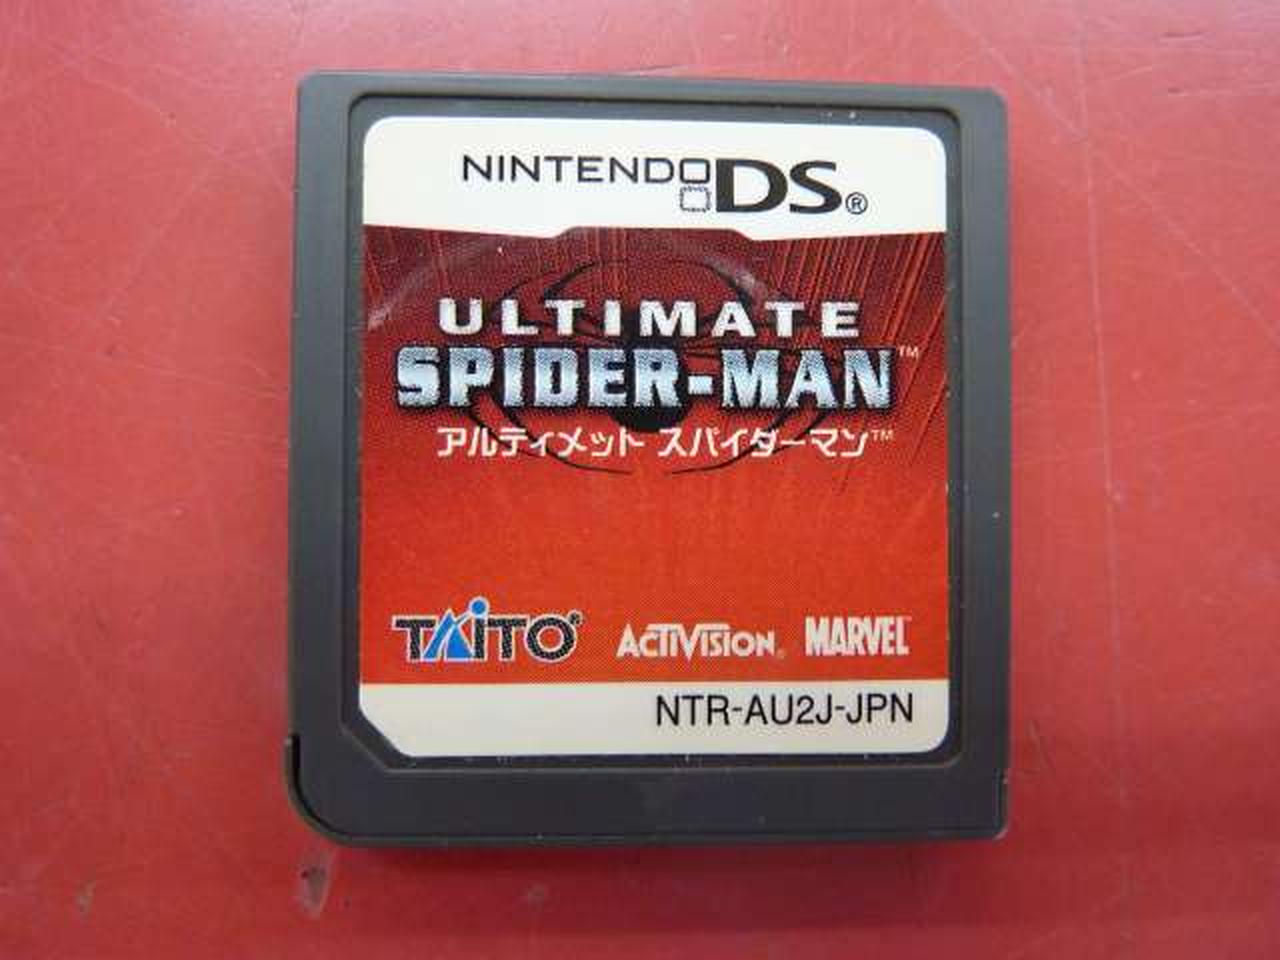 NINTENDO DS®
ULTIMATE
SPIDER-MAN™
アルティメット スパイダーマン™
TAITO® ACTIVISION® MARVEL
NTR-AU2J-JPN